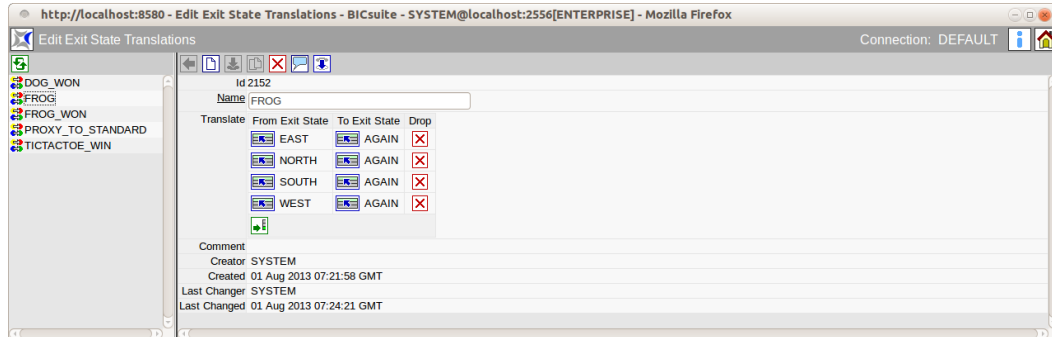 http://localhost:8580 - Edit Exit State Translations - BICsuite - SYSTEM@localhost:2556[ENTERPRISE] - Mozilla Firefox
Edit Exit State Translations
Connection: DEFAULT
DOG_WON
FROG
FROG_WON
PROXY_TO_STANDARD
TICTACTOE_WIN
Id 2152
Name FROG
Translate From Exit State To Exit State Drop
EAST AGAIN
NORTH AGAIN
SOUTH AGAIN
WEST AGAIN
Comment
Creator SYSTEM
Created 01 Aug 2013 07:21:58 GMT
Last Changer SYSTEM
Last Changed 01 Aug 2013 07:24:21 GMT